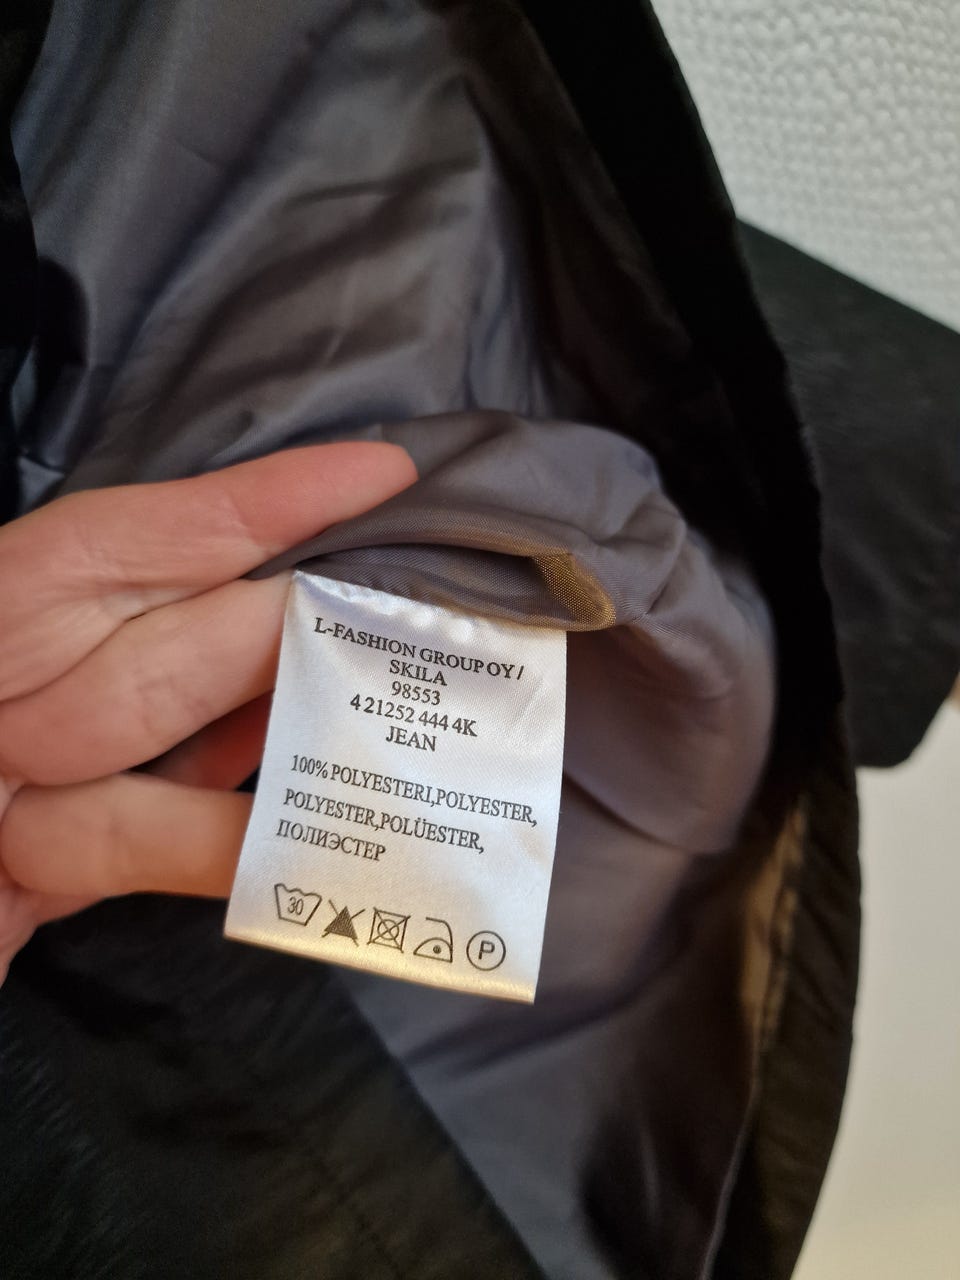 L-FASHION GROUP OY /
SKILA
98553
4 21252 444 4K
JEAN
100% POLYESTERI,POLYESTER,
POLYESTER,POLÜESTER,
ПОЛИЭСТЕР
30
P